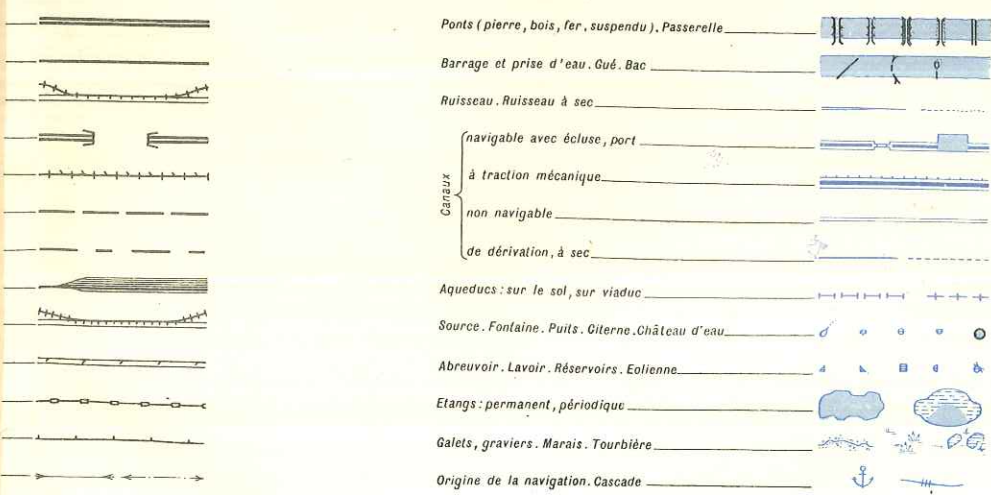 Ponts (pierre, bois, fer, suspendu). Passerelle
Barrage et prise d'eau. Gué. Bac
Ruisseau. Ruisseau à sec
Canaux
navigable avec écluse, port
à traction mécanique
non navigable
de dérivation, à sec
Aqueducs: sur le sol, sur viaduc
Source. Fontaine. Puits. Citerne. Château d'eau
Abreuvoir. Lavoir. Réservoirs. Eolienne
Etangs: permanent, périodique
Galets, graviers. Marais. Tourbière
Origine de la navigation. Cascade